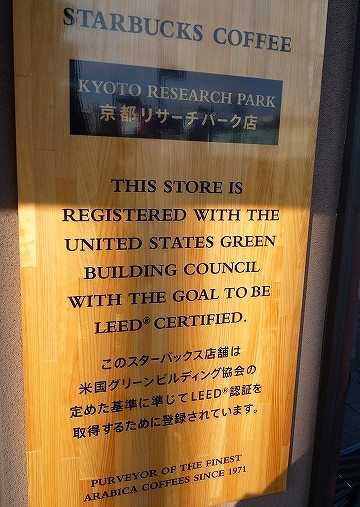 STARBUCKS COFFEE
KYOTO RESEARCH PARK
京都リサーチパーク店
THIS STORE IS
REGISTERED WITH THE
UNITED STATES GREEN
BUILDING COUNCIL
WITH THE GOAL TO BE
LEED® CERTIFIED.
このスターバックス店舗は
米国グリーンビルディング協会の
定めた基準に準じてLEED®認証を
取得するために登録されています。
PURVEYOR OF THE FINEST
ARABICA COFFEES SINCE 1971